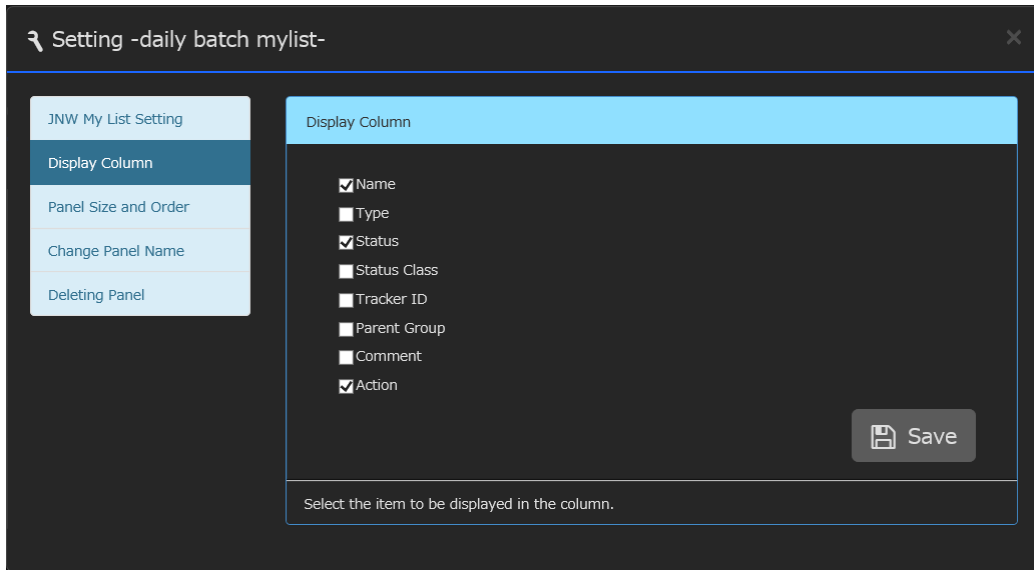 Setting -daily batch mylist-
JNW My List Setting
Display Column
Panel Size and Order
Change Panel Name
Deleting Panel
Display Column
Name
Type
Status
Status Class
Tracker ID
Parent Group
Comment
Action
Save
Select the item to be displayed in the column.